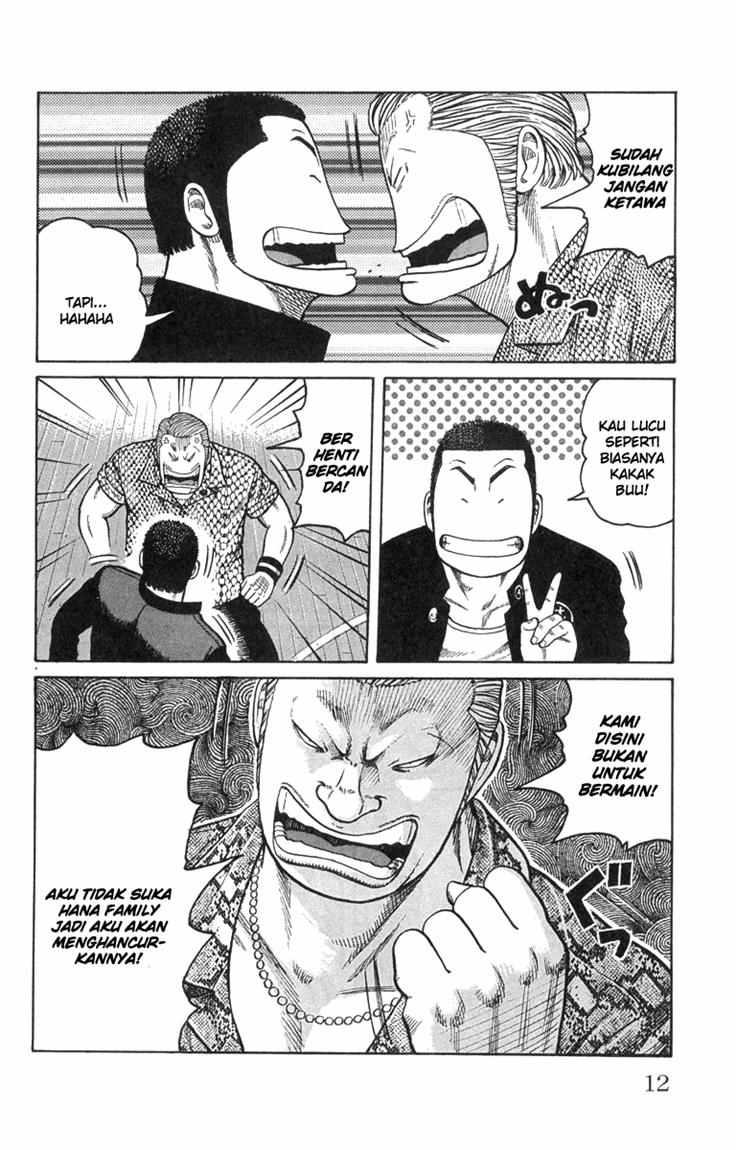 SUDAH
KUBILANG
JANGAN
KETAWA
TAPI...
HAHAHA
ぬっ
KAU LUCU
SEPERTI
BIASANYA
KAKAK
BUU!
BER
HENTI
BERCAN
DA!
KAMI
DISINI
BUKAN
UNTUK
BERMAIN!
AKU TIDAK SUKA
HANA FAMILY
JADI AKU AKAN
MENGHANCUR-
KANNYA!
ぐっ
12